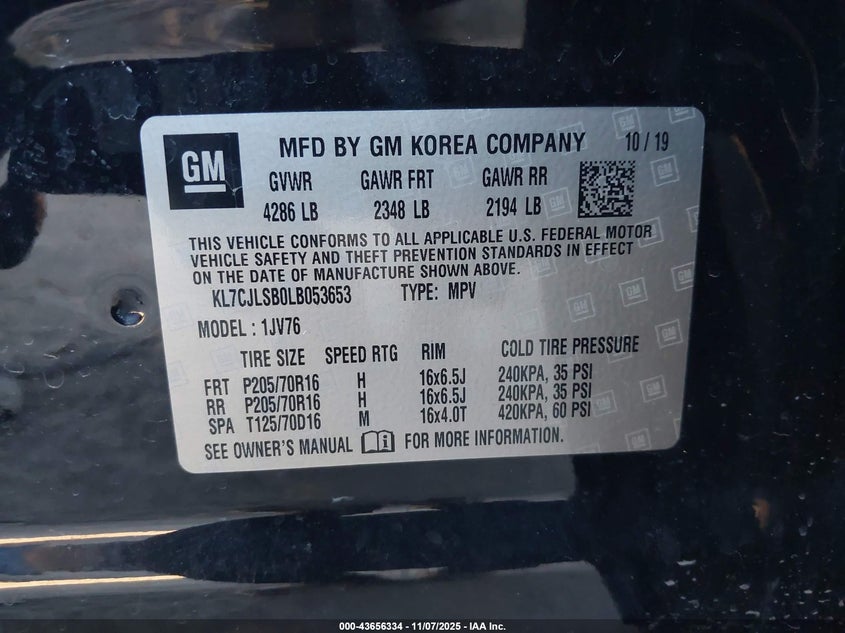 GM MFD BY GM KOREA COMPANY 10/19
GVWR GAWR FRT GAWR RR
4286 LB 2348 LB 2194 LB
THIS VEHICLE CONFORMS TO ALL APPLICABLE U.S. FEDERAL MOTOR
VEHICLE SAFETY AND THEFT PREVENTION STANDARDS IN EFFECT
ON THE DATE OF MANUFACTURE SHOWN ABOVE.
KL7CJLSB0LB053653 TYPE: MPV
MODEL : 1JV76
TIRE SIZE SPEED RTG RIM COLD TIRE PRESSURE
FRT P205/70R16 H 16x6.5J 240KPA, 35 PSI
RR P205/70R16 H 16x6.5J 240KPA, 35 PSI
SPA T125/70D16 M 16x4.0T 420KPA, 60 PSI
SEE OWNER'S MANUAL FOR MORE INFORMATION.
000-43656334 - 11/07/2025 - IAA Inc.